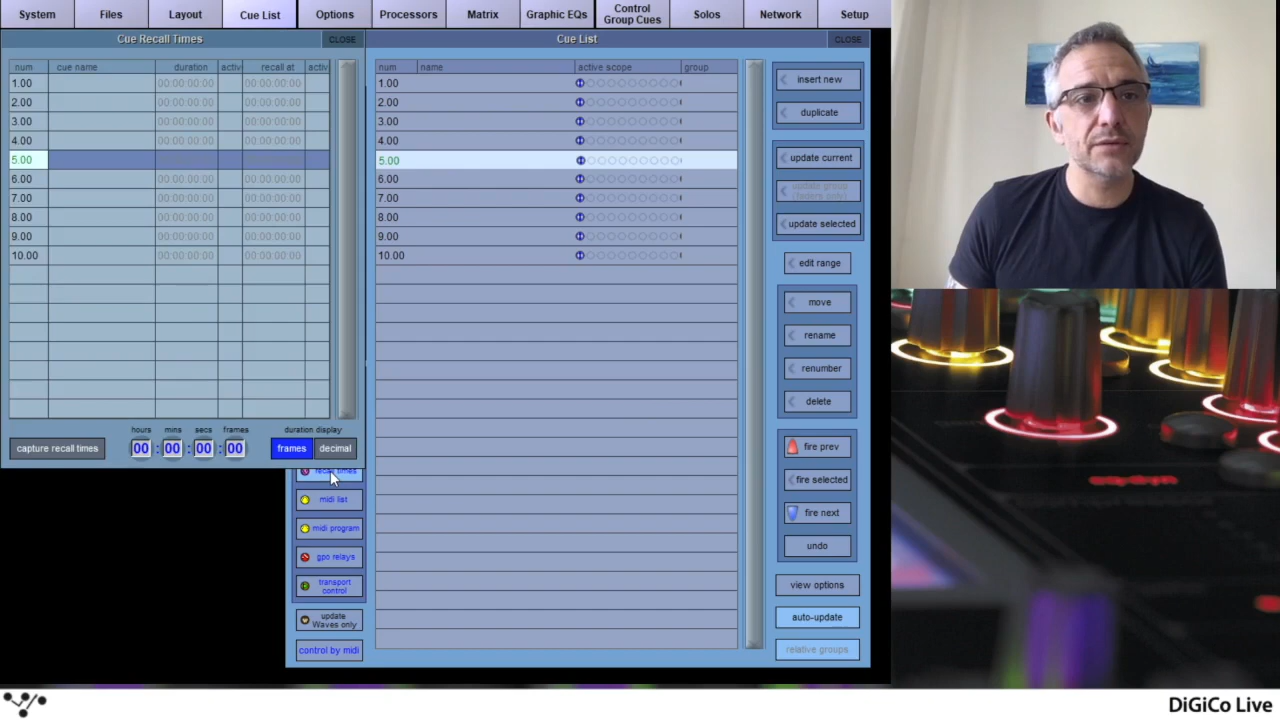 System Files Layout Cue List Options Processors Matrix Graphic EQs Control Group Cues Solos Network Setup
Cue Recall Times CLOSE
num cue name duration activ recall at activ
1.00 00:00:00:00 00:00:00:00
2.00 00:00:00:00 00:00:00:00
3.00 00:00:00:00 00:00:00:00
4.00 00:00:00:00 00:00:00:00
5.00
6.00 00:00:00:00 00:00:00:00
7.00 00:00:00:00 00:00:00:00
8.00 00:00:00:00 00:00:00:00
9.00 00:00:00:00 00:00:00:00
10.00 00:00:00:00 00:00:00:00
hours mins secs frames duration display
capture recall times 00 : 00 : 00 : 00 frames decimal
recall times
midi list
midi program
gpo relays
transport control
update Waves only
control by midi
Cue List CLOSE
num name active scope group
1.00
2.00
3.00
4.00
5.00
6.00
7.00
8.00
9.00
10.00
insert new
duplicate
update current
update group
(faders only)
update selected
edit range
move
rename
renumber
delete
fire prev
fire selected
fire next
undo
view options
auto-update
relative groups
DiGiCo Live